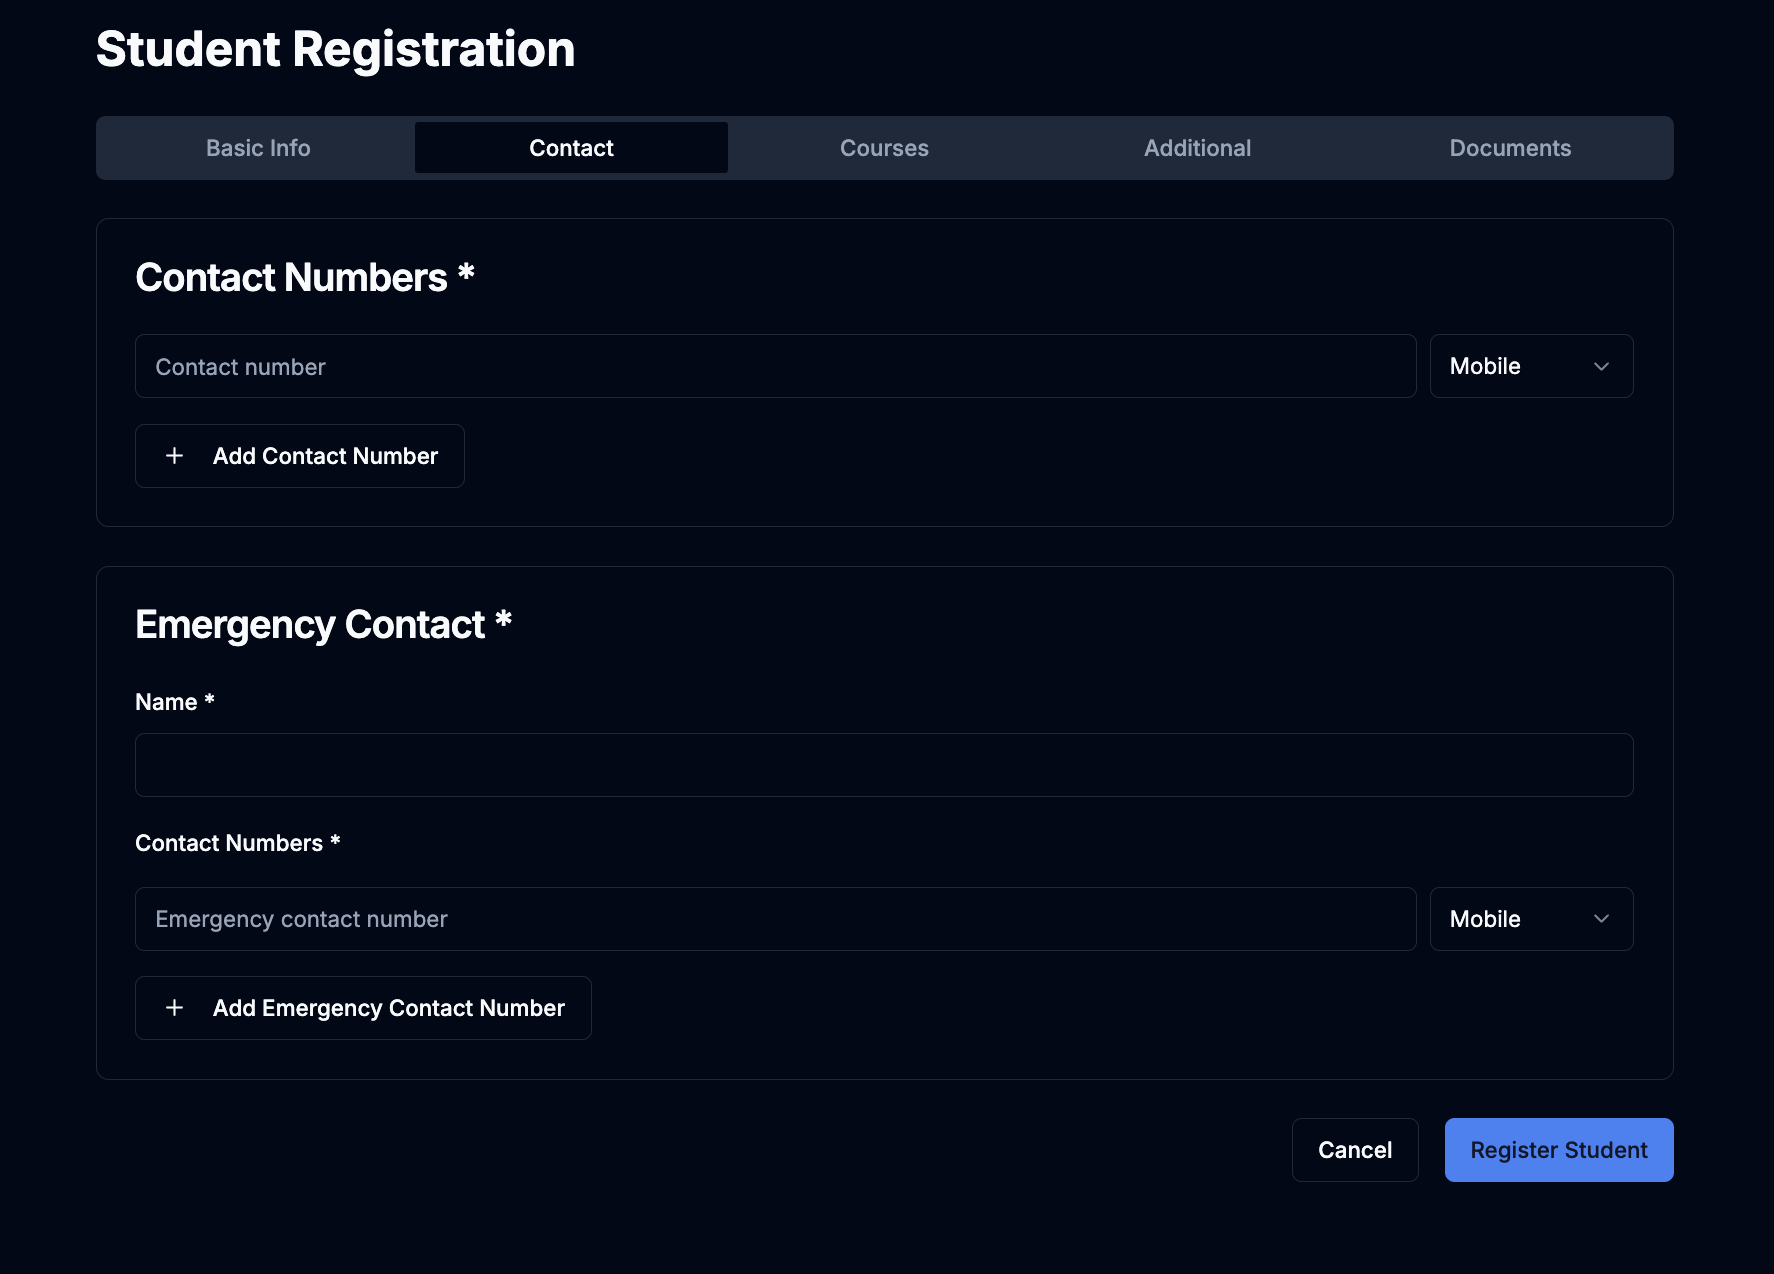 Student Registration
Basic Info Contact Courses Additional Documents
Contact Numbers *
Contact number Mobile
+ Add Contact Number
Emergency Contact *
Name *
Contact Numbers *
Emergency contact number Mobile
+ Add Emergency Contact Number
Cancel Register Student